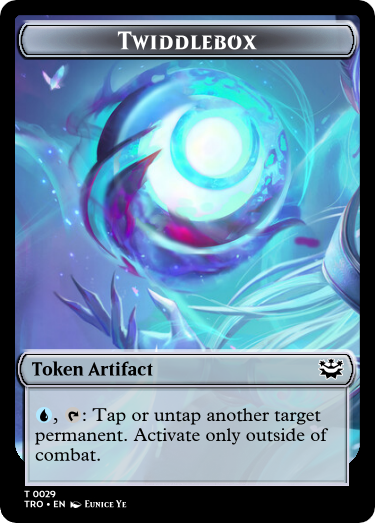 Twiddlebox
Token Artifact
, : Tap or untap another target
permanent. Activate only outside of
combat.
T 0029
TRO • EN Eunice Ye